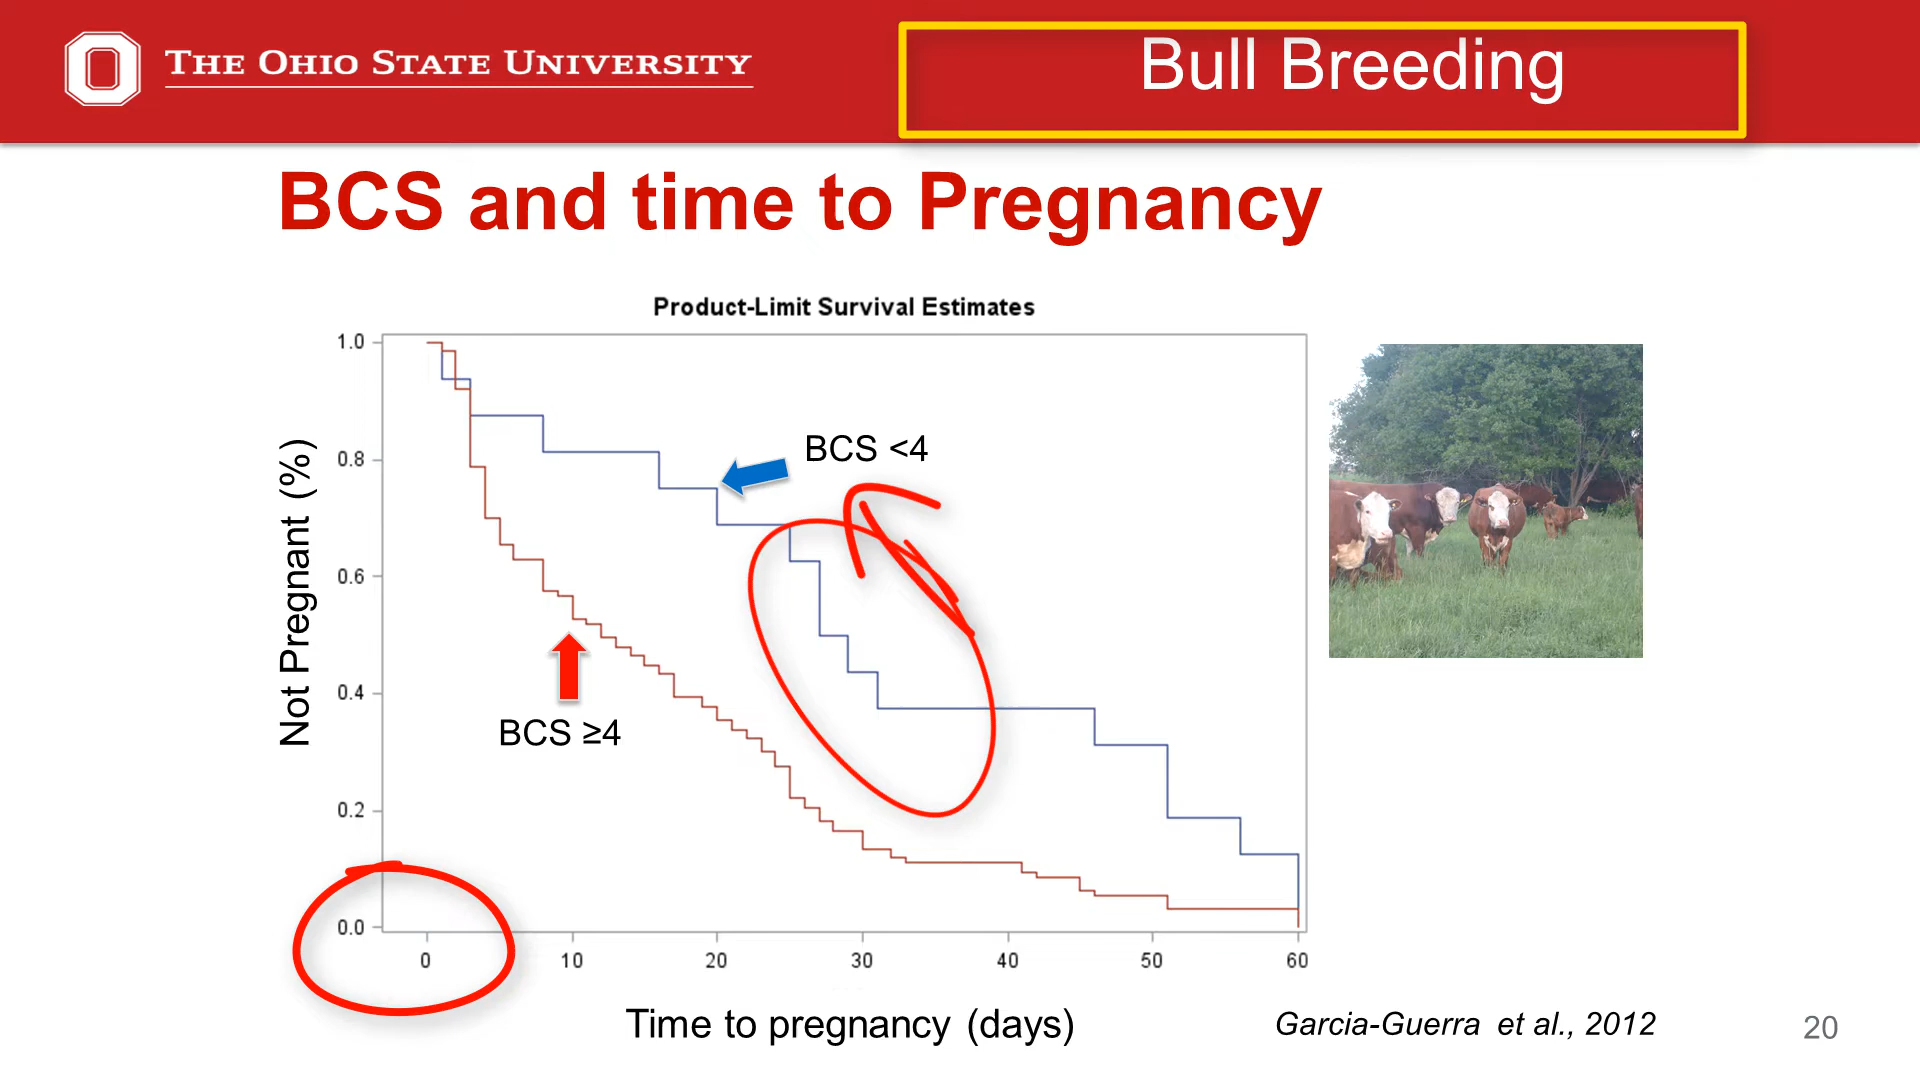 THE OHIO STATE UNIVERSITY
Bull Breeding
BCS and time to Pregnancy
Product-Limit Survival Estimates
Not Pregnant (%)
1.0
0.8
0.6
0.4
0.2
0.0
BCS <4
BCS ≥4
0 10 20 30 40 50 60
Time to pregnancy (days)
Garcia-Guerra et al., 2012
20